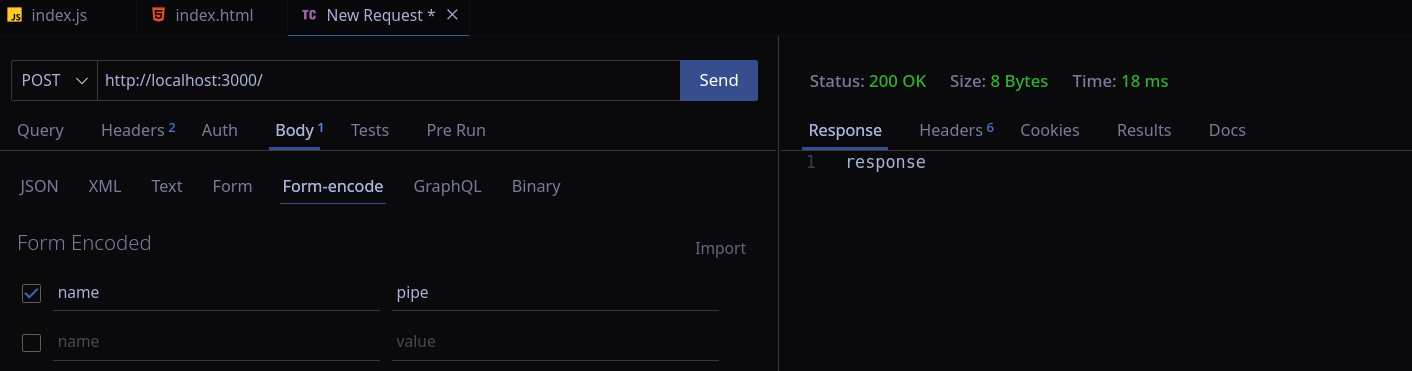 JS index.js
5 index.html
TC New Request *
POST http://localhost:3000/ Send
Query Headers 2 Auth Body 1 Tests Pre Run
JSON XML Text Form Form-encode GraphQL Binary
Form Encoded
Import
name pipe
name value
Status: 200 OK Size: 8 Bytes Time: 18 ms
Response Headers 6 Cookies Results Docs
1 response